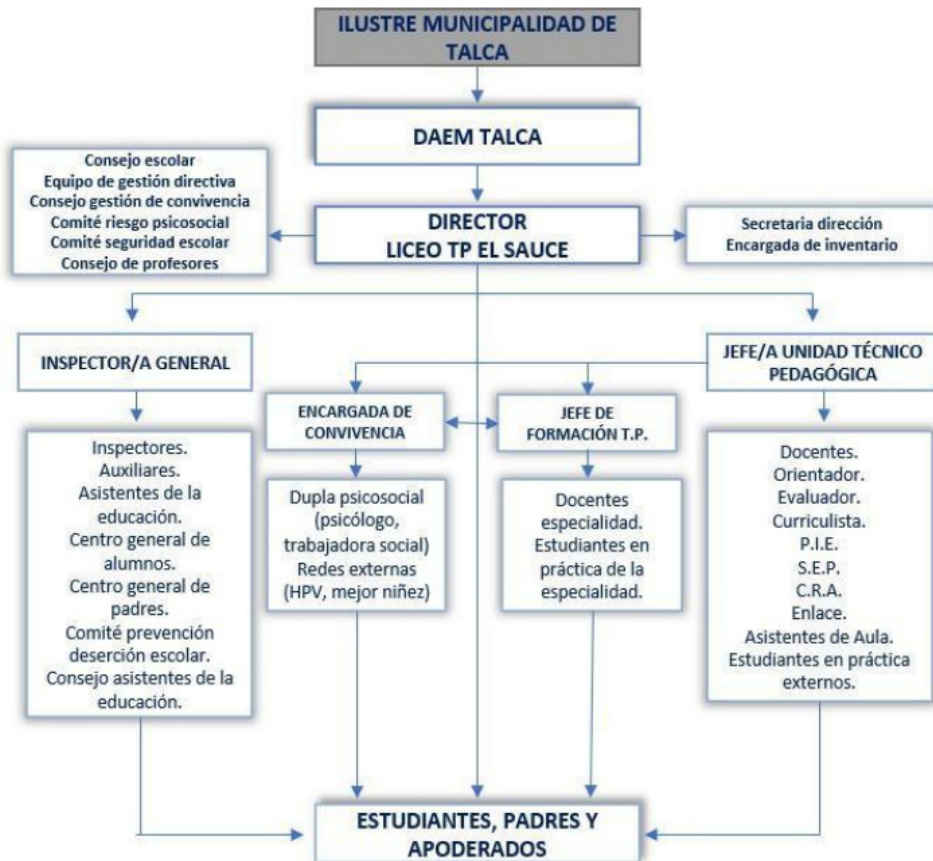 ILUSTRE MUNICIPALIDAD DE
TALCA
DAEM TALCA
Consejo escolar
Equipo de gestión directiva
Consejo gestión de convivencia
Comité riesgo psicosocial
Comité seguridad escolar
Consejo de profesores
DIRECTOR
LICEO TP EL SAUCE
Secretaria dirección
Encargada de inventario
INSPECTOR/A GENERAL
JEFE/A UNIDAD TÉCNICO
PEDAGÓGICA
ENCARGADA DE
CONVIVENCIA
JEFE DE
FORMACIÓN T.P.
Inspectores.
Auxiliares.
Asistentes de la
educación.
Centro general de
alumnos.
Centro general de
padres.
Comité prevención
deserción escolar.
Consejo asistentes de la
educación.
Dupla psicosocial
(psicólogo,
trabajadora social)
Redes externas
(HPV, mejor niñez)
Docentes
especialidad.
Estudiantes en
práctica de la
especialidad.
Docentes.
Orientador.
Evaluador.
Curriculista.
P.I.E.
S.E.P.
C.R.A.
Enlace.
Asistentes de Aula.
Estudiantes en práctica
externos.
ESTUDIANTES, PADRES Y
APODERADOS